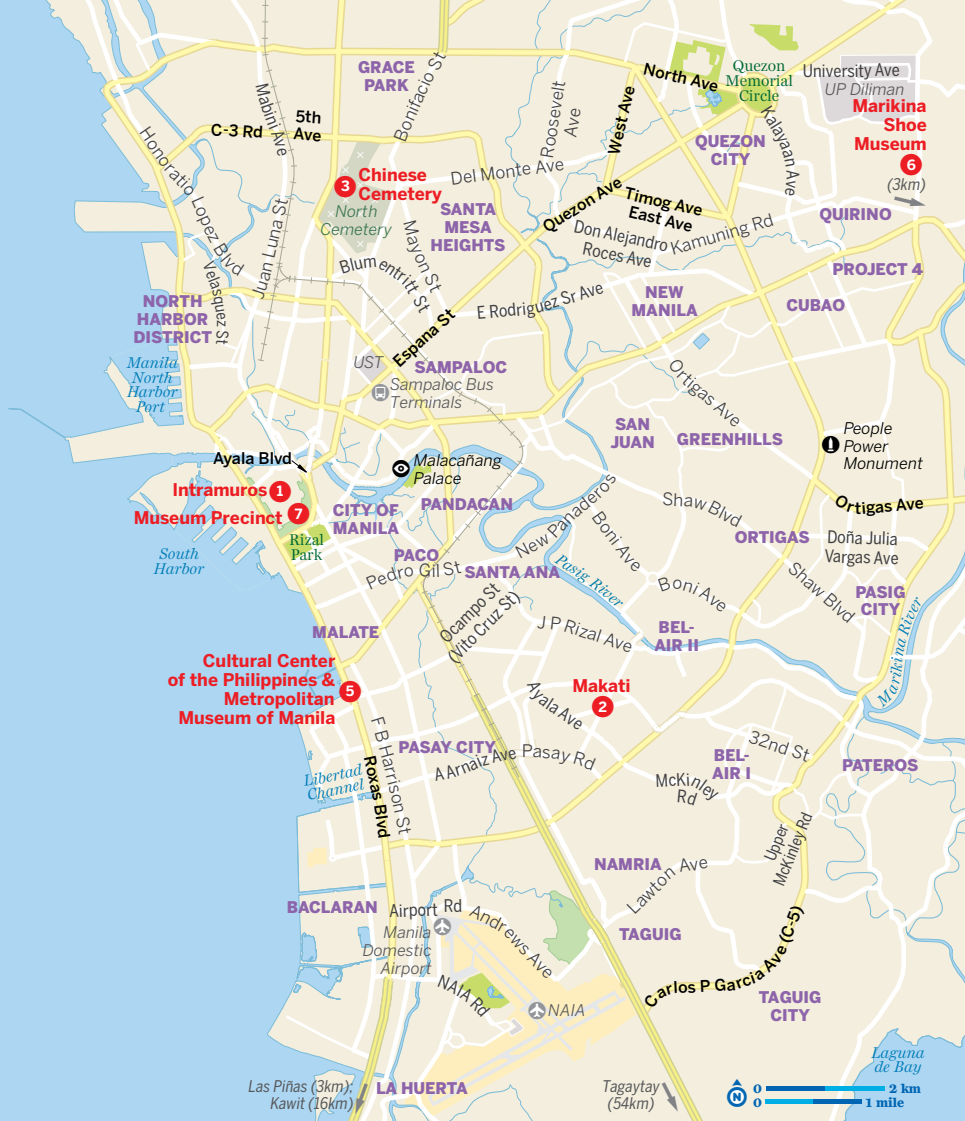 GRACE
PARK
Bonifacio St
Mabini Ave
5th
Ave
C-3 Rd
Honoratio Lopez Blvd
Roosevelt
Ave
West Ave
North Ave
Quezon
Memorial
Circle
University Ave
UP Diliman
Marikina
Shoe
Museum
6
(3km)
Kalayaan Ave
QUEZON
CITY
Del Monte Ave
3
Chinese
Cemetery
North
Cemetery
SANTA
MESA
HEIGHTS
Mayon St
Quezon Ave
Timog Ave
East Ave
Don Alejandro
Roces Ave
Kamuning Rd
QUIRINO
PROJECT 4
Juan Luna St
Velasquez St
Blumentritt St
E Rodriguez Sr Ave
NEW
MANILA
CUBAO
NORTH
HARBOR
DISTRICT
Espana St
UST
SAMPALOC
Sampaloc Bus
Terminals
Manila
North
Harbor
Port
Ortigas Ave
SAN
JUAN
GREENHILLS
People
Power
Monument
Ayala Blvd
Malacañang
Palace
Intramuros
1
Museum Precinct
7
CITY OF
MANILA
PANDACAN
Rizal
Park
South
Harbor
New Panaderos
Boni Ave
Shaw Blvd
Ortigas Ave
ORTIGAS
Doña Julia
Vargas Ave
PACO
Pedro Gil St
SANTA ANA
Pasig River
Boni Ave
Shaw Blvd
PASIG
CITY
Marikina River
Ocampo St
(Vito Cruz St)
MALATE
J P Rizal Ave
BEL-
AIR II
Cultural Center
of the Philippines &
Metropolitan
Museum of Manila
5
Makati
2
Ayala Ave
F B Harrison St
PASAY CITY
A Arnaiz Ave
Pasay Rd
32nd St
BEL-
AIR I
PATEROS
McKinley
Rd
Libertad
Channel
Roxas Blvd
Upper
McKinley Rd
NAMRIA
Lawton Ave
BACLARAN
Airport Rd
Andrews Ave
Manila
Domestic
Airport
TAGUIG
Carlos P Garcia Ave (C-5)
NAIA Rd
NAIA
TAGUIG
CITY
Laguna
de Bay
Las Piñas (3km);
Kawit (16km)
LA HUERTA
Tagaytay
(54km)
N
0
2 km
0
1 mile